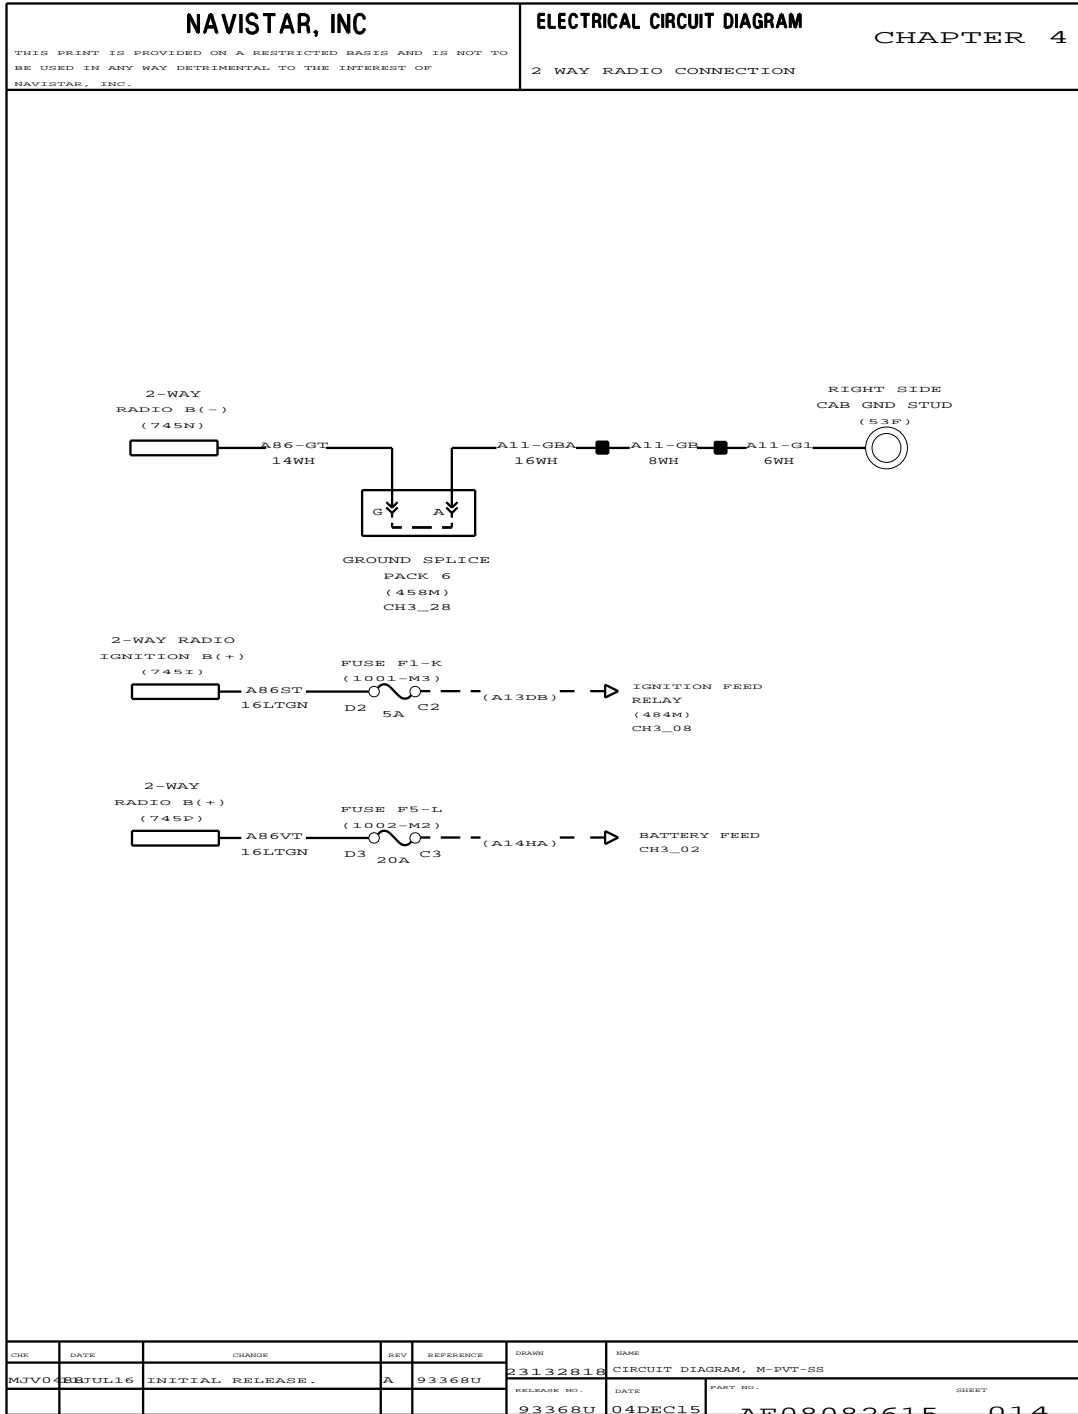 NAVISTAR, INC
THIS PRINT IS PROVIDED ON A RESTRICTED BASIS AND IS NOT TO
BE USED IN ANY WAY DETRIMENTAL TO THE INTEREST OF
NAVISTAR, INC.
ELECTRICAL CIRCUIT DIAGRAM
CHAPTER 4
2 WAY RADIO CONNECTION
2-WAY
RADIO B(-)
(745N)
A86-GT
14WH
G
A
GROUND SPLICE
PACK 6
(458M)
CH3_28
A11-GBA
16WH
A11-GB
8WH
A11-G1
6WH
RIGHT SIDE
CAB GND STUD
(53F)
2-WAY RADIO
IGNITION B(+)
(745I)
A86ST
16LTGN
FUSE F1-K
(1001-M3)
D2
5A
C2
(A13DB)
IGNITION FEED
RELAY
(484M)
CH3_08
2-WAY
RADIO B(+)
(745P)
A86VT
16LTGN
FUSE F5-L
(1002-M2)
D3
20A
C3
(A14HA)
BATTERY FEED
CH3_02
CHK
DATE
CHANGE
REV
REFERENCE
JUL16
INITIAL RELEASE.
A
93368U
DRAWN
23132818
NAME
CIRCUIT DIAGRAM, M-PVT-SS
RELEASE NO.
93368U
DATE
04DEC15
PART NO.
SHEET
AF08082615
014